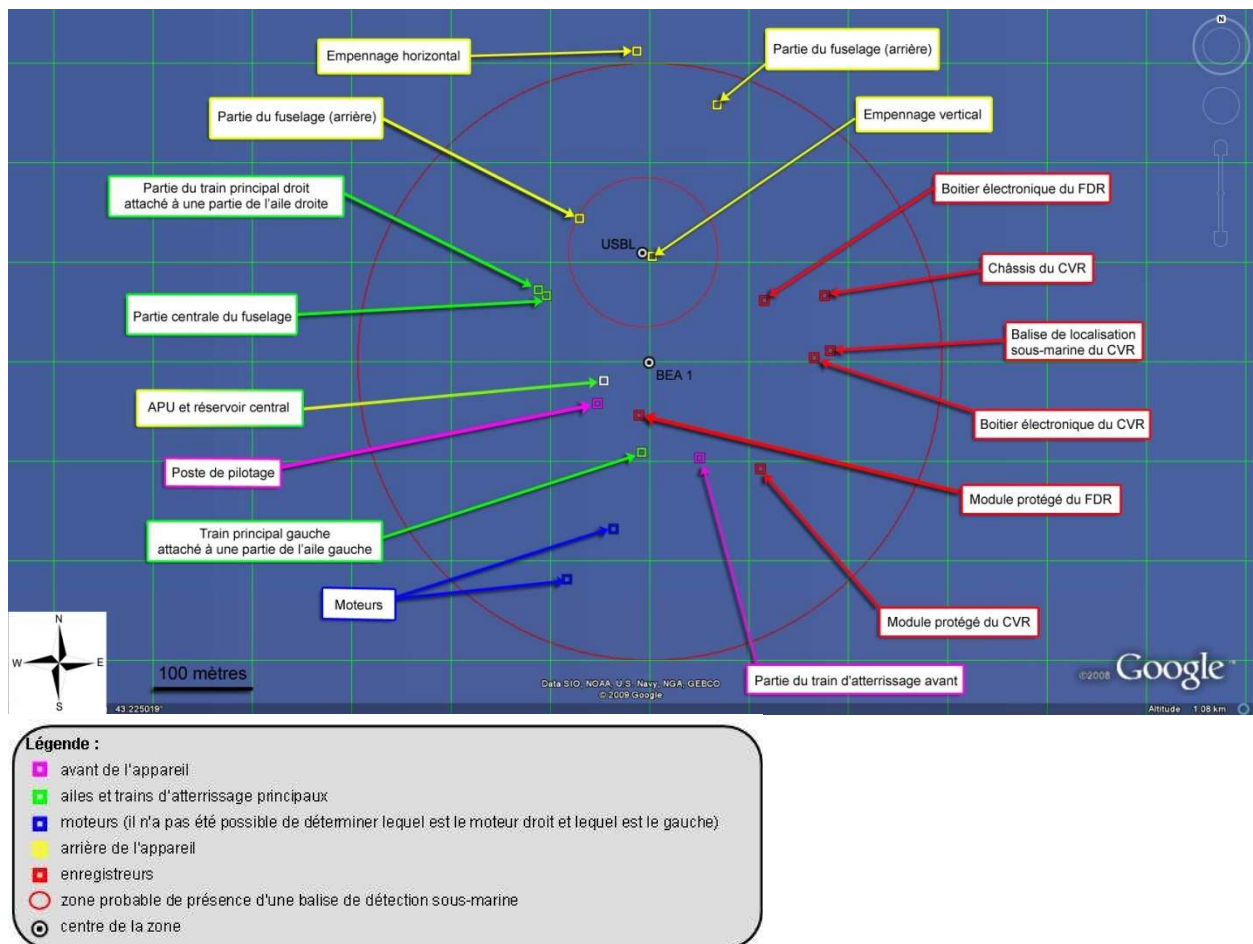 N
Empennage horizontal
Partie du fuselage (arrière)
Partie du fuselage (arrière)
Empennage vertical
Partie du train principal droit
attaché à une partie de l'aile droite
Boitier électronique du FDR
USBL
Châssis du CVR
Partie centrale du fuselage
Balise de localisation
sous-marine du CVR
BEA 1
APU et réservoir central
Boitier électronique du CVR
Poste de pilotage
Module protégé du FDR
Train principal gauche
attaché à une partie de l'aile gauche
Moteurs
Module protégé du CVR
N
W
E
S
100 mètres
Partie du train d'atterrissage avant
Data SIO, NOAA, U.S. Navy, NGA, GEBCO
© 2009 Google
©2008 Google
43.225019°
Altitude 1.08 km
Légende :
avant de l'appareil
ailes et trains d'atterrissage principaux
moteurs (il n'a pas été possible de déterminer lequel est le moteur droit et lequel est le gauche)
arrière de l'appareil
enregistreurs
zone probable de présence d'une balise de détection sous-marine
centre de la zone